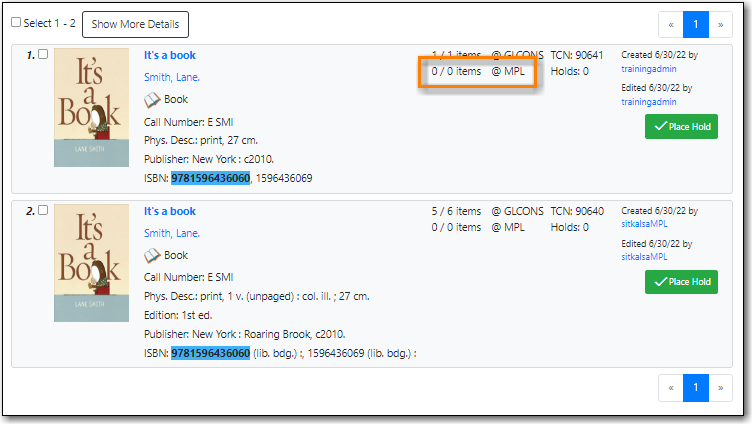 Select 1 - 2 Show More Details « 1 »
1. It's a book 1 / 1 items @ GLCONS TCN: 90641 Created 6/30/22 by
0 / 0 items @ MPL Holds: 0 trainingadmin
Smith, Lane.
Edited 6/30/22 by
Book trainingadmin
Call Number: E SMI Place Hold
Phys. Desc.: print, 27 cm.
Publisher: New York : c2010.
ISBN: 9781596436060, 1596436069
It's
a
Book
LANE SMITH
2. It's a book 5 / 6 items @ GLCONS TCN: 90640 Created 6/30/22 by
0 / 0 items @ MPL Holds: 0 sitkalsaMPL
Smith, Lane.
Edited 6/30/22 by
Book sitkalsaMPL
Call Number: E SMI Place Hold
Phys. Desc.: print, 1 v. (unpaged) : col. ill. ; 27 cm.
Edition: 1st ed.
Publisher: New York : Roaring Brook, c2010.
ISBN: 9781596436060 (lib. bdg.) :, 1596436069 (lib. bdg.) :
It's
a
Book
LANE SMITH
« 1 »